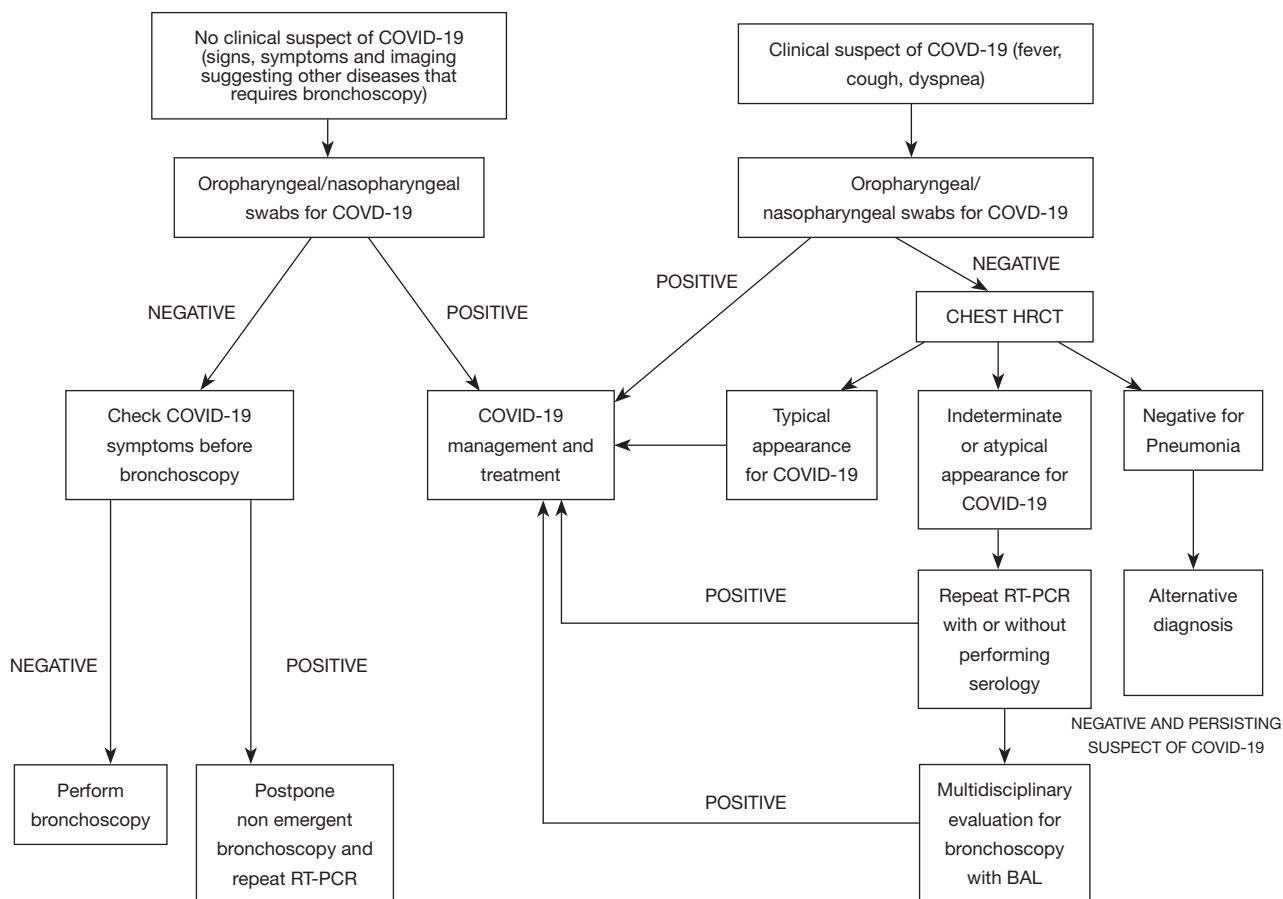 No clinical suspect of COVID-19
(signs, symptoms and imaging
suggesting other diseases that
requires bronchoscopy)
Clinical suspect of COVD-19 (fever,
cough, dyspnea)
Oropharyngeal/nasopharyngeal
swabs for COVD-19
Oropharyngeal/
nasopharyngeal swabs for COVD-19
NEGATIVE
POSITIVE
POSITIVE
NEGATIVE
CHEST HRCT
Check COVID-19
symptoms before
bronchoscopy
COVID-19
management and
treatment
Typical
appearance
for COVID-19
Indeterminate
or atypical
appearance for
COVID-19
Negative for
Pneumonia
NEGATIVE
POSITIVE
POSITIVE
Repeat RT-PCR
with or without
performing
serology
Alternative
diagnosis
NEGATIVE AND PERSISTING
SUSPECT OF COVID-19
Perform
bronchoscopy
Postpone
non emergent
bronchoscopy and
repeat RT-PCR
POSITIVE
Multidisciplinary
evaluation for
bronchoscopy
with BAL